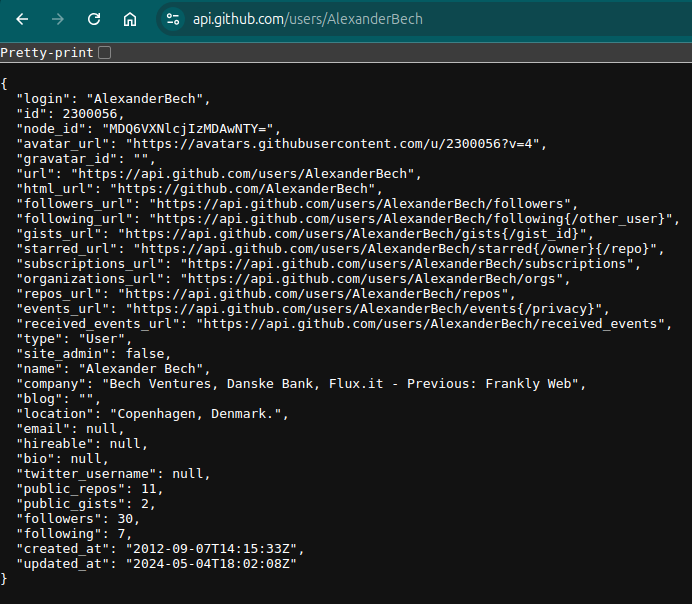 api.github.com/users/AlexanderBech
Pretty-print
{
  "login": "AlexanderBech",
  "id": 2300056,
  "node_id": "MDQ6VXNlcjIzMDAwNTY=",
  "avatar_url": "https://avatars.githubusercontent.com/u/2300056?v=4",
  "gravatar_id": "",
  "url": "https://api.github.com/users/AlexanderBech",
  "html_url": "https://github.com/AlexanderBech",
  "followers_url": "https://api.github.com/users/AlexanderBech/followers",
  "following_url": "https://api.github.com/users/AlexanderBech/following{/other_user}",
  "gists_url": "https://api.github.com/users/AlexanderBech/gists{/gist_id}",
  "starred_url": "https://api.github.com/users/AlexanderBech/starred{/owner}{/repo}",
  "subscriptions_url": "https://api.github.com/users/AlexanderBech/subscriptions",
  "organizations_url": "https://api.github.com/users/AlexanderBech/orgs",
  "repos_url": "https://api.github.com/users/AlexanderBech/repos",
  "events_url": "https://api.github.com/users/AlexanderBech/events{/privacy}",
  "received_events_url": "https://api.github.com/users/AlexanderBech/received_events",
  "type": "User",
  "site_admin": false,
  "name": "Alexander Bech",
  "company": "Bech Ventures, Danske Bank, Flux.it - Previous: Frankly Web",
  "blog": "",
  "location": "Copenhagen, Denmark.",
  "email": null,
  "hireable": null,
  "bio": null,
  "twitter_username": null,
  "public_repos": 11,
  "public_gists": 2,
  "followers": 30,
  "following": 7,
  "created_at": "2012-09-07T14:15:33Z",
  "updated_at": "2024-05-04T18:02:08Z"
}